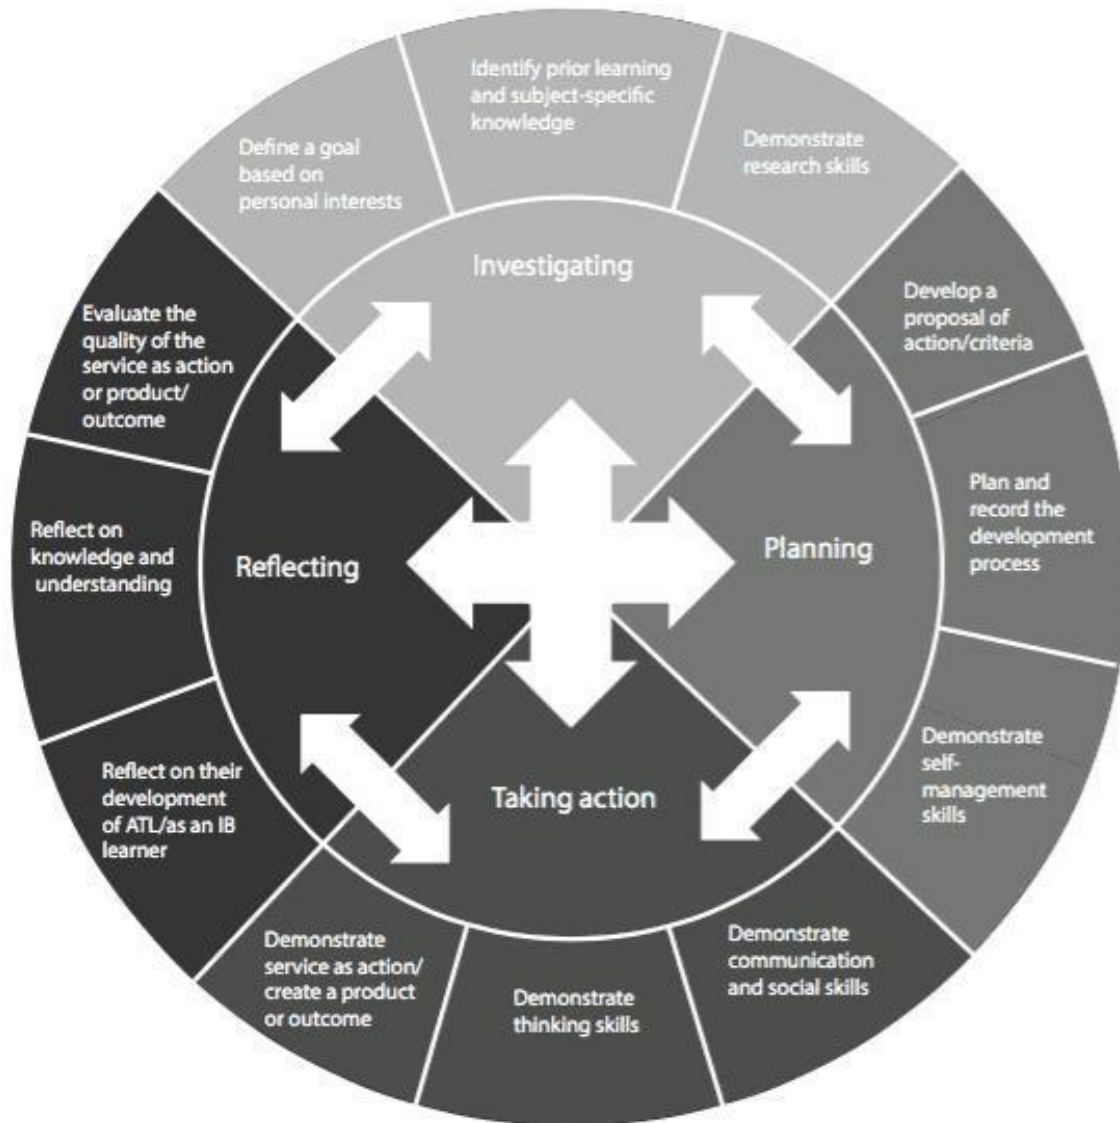 Investigating
Define a goal
based on
personal interests
Identify prior learning
and subject-specific
knowledge
Demonstrate
research skills
Planning
Develop a
proposal of
action/criteria
Plan and
record the
development
process
Demonstrate
self-
management
skills
Taking action
Demonstrate
communication
and social skills
Demonstrate
thinking skills
Demonstrate
service as action/
create a product
or outcome
Reflecting
Reflect on their
development
of ATL/as an IB
learner
Reflect on
knowledge and
understanding
Evaluate the
quality of the
service as action
or product/
outcome